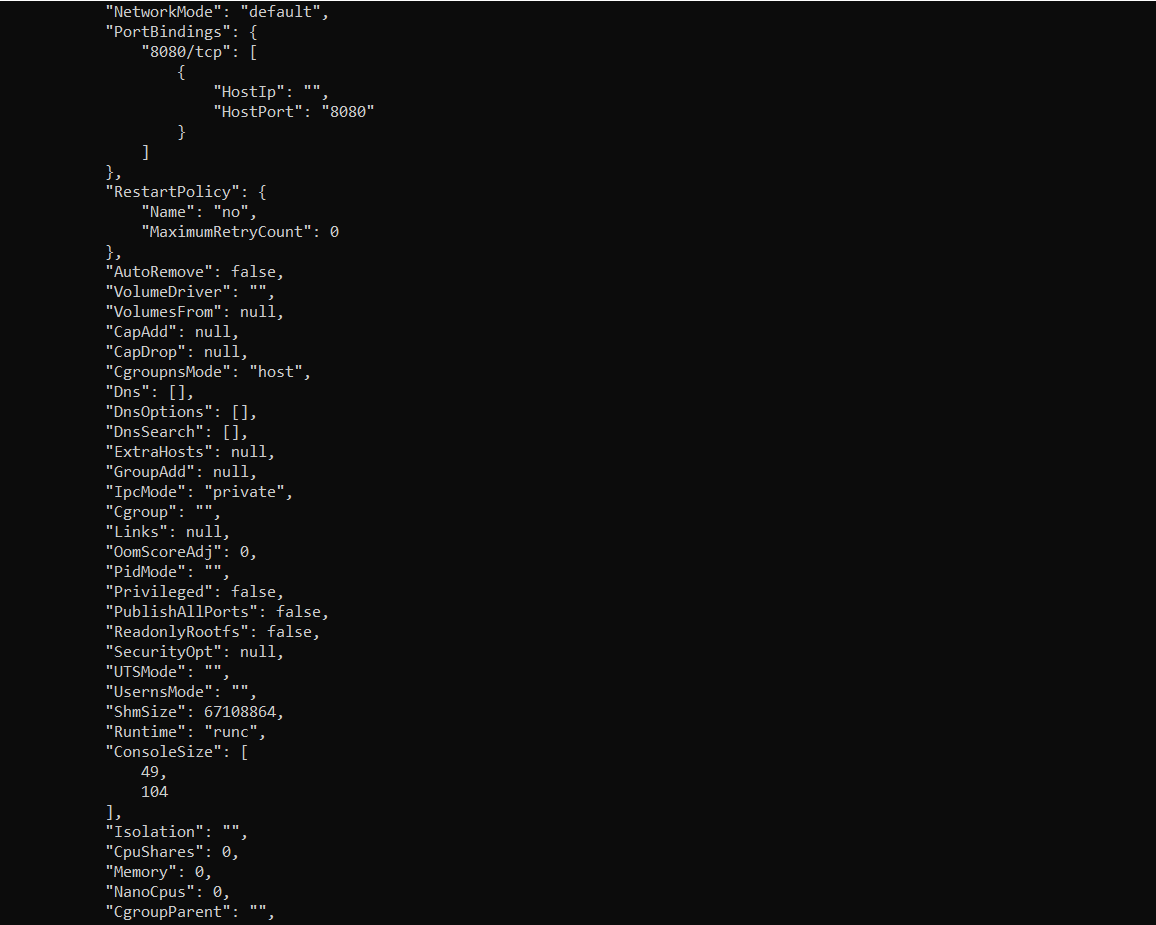 "NetworkMode": "default",
"PortBindings": {
"8080/tcp": [
{
"HostIp": "",
"HostPort": "8080"
}
]
},
"RestartPolicy": {
"Name": "no",
"MaximumRetryCount": 0
},
"AutoRemove": false,
"VolumeDriver": "",
"VolumesFrom": null,
"CapAdd": null,
"CapDrop": null,
"CgroupnsMode": "host",
"Dns": [],
"DnsOptions": [],
"DnsSearch": [],
"ExtraHosts": null,
"GroupAdd": null,
"IpcMode": "private",
"Cgroup": "",
"Links": null,
"OomScoreAdj": 0,
"PidMode": "",
"Privileged": false,
"PublishAllPorts": false,
"ReadonlyRootfs": false,
"SecurityOpt": null,
"UTSMode": "",
"UsernsMode": "",
"ShmSize": 67108864,
"Runtime": "runc",
"ConsoleSize": [
49,
104
],
"Isolation": "",
"CpuShares": 0,
"Memory": 0,
"NanoCpus": 0,
"CgroupParent": "",